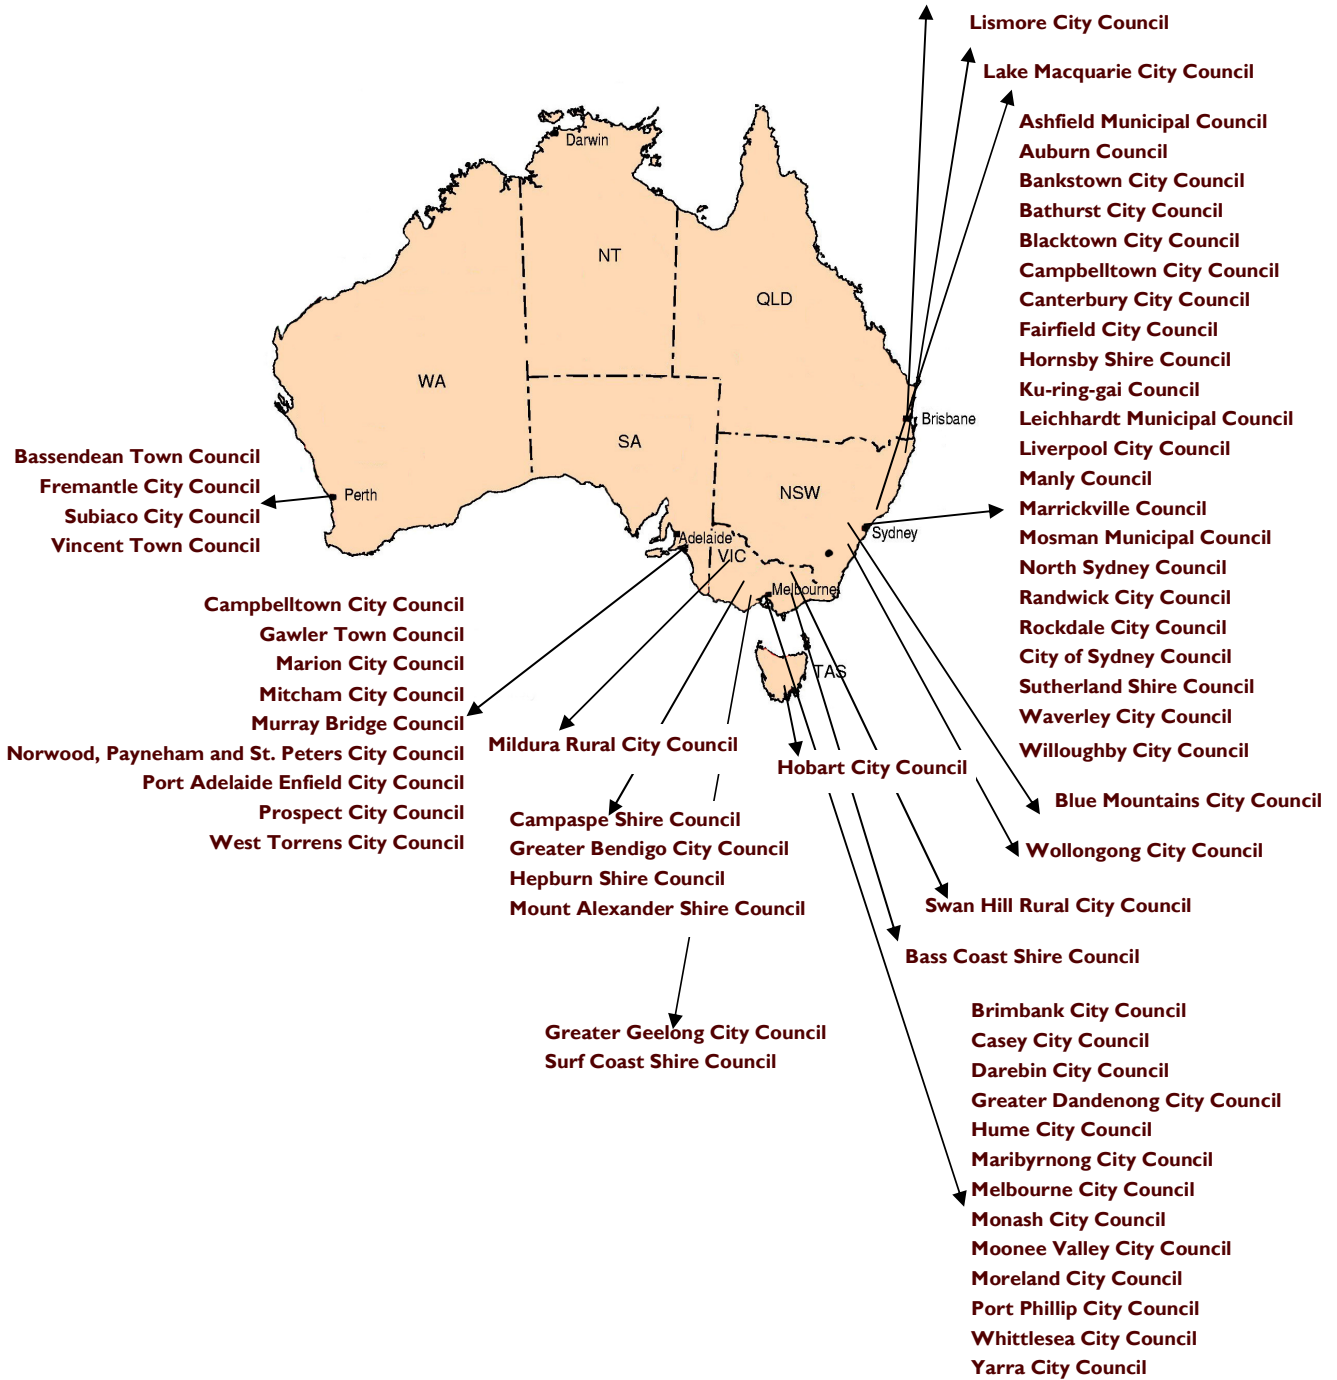 Lismore City Council
Lake Macquarie City Council
Ashfield Municipal Council
Auburn Council
Bankstown City Council
Bathurst City Council
Blacktown City Council
Campbelltown City Council
Canterbury City Council
Fairfield City Council
Hornsby Shire Council
Ku-ring-gai Council
Leichhardt Municipal Council
Liverpool City Council
Manly Council
Marrickville Council
Mosman Municipal Council
North Sydney Council
Randwick City Council
Rockdale City Council
City of Sydney Council
Sutherland Shire Council
Waverley City Council
Willoughby City Council
Darwin
NT
QLD
WA
SA
Brisbane
NSW
Perth
Sydney
Adelaide
VIC
Melbourne
TAS
Bassendean Town Council
Fremantle City Council
Subiaco City Council
Vincent Town Council
Campbelltown City Council
Gawler Town Council
Marion City Council
Mitcham City Council
Murray Bridge Council
Norwood, Payneham and St. Peters City Council
Port Adelaide Enfield City Council
Prospect City Council
West Torrens City Council
Mildura Rural City Council
Hobart City Council
Campaspe Shire Council
Greater Bendigo City Council
Hepburn Shire Council
Mount Alexander Shire Council
Blue Mountains City Council
Wollongong City Council
Swan Hill Rural City Council
Bass Coast Shire Council
Greater Geelong City Council
Surf Coast Shire Council
Brimbank City Council
Casey City Council
Darebin City Council
Greater Dandenong City Council
Hume City Council
Maribyrnong City Council
Melbourne City Council
Monash City Council
Moonee Valley City Council
Moreland City Council
Port Phillip City Council
Whittlesea City Council
Yarra City Council